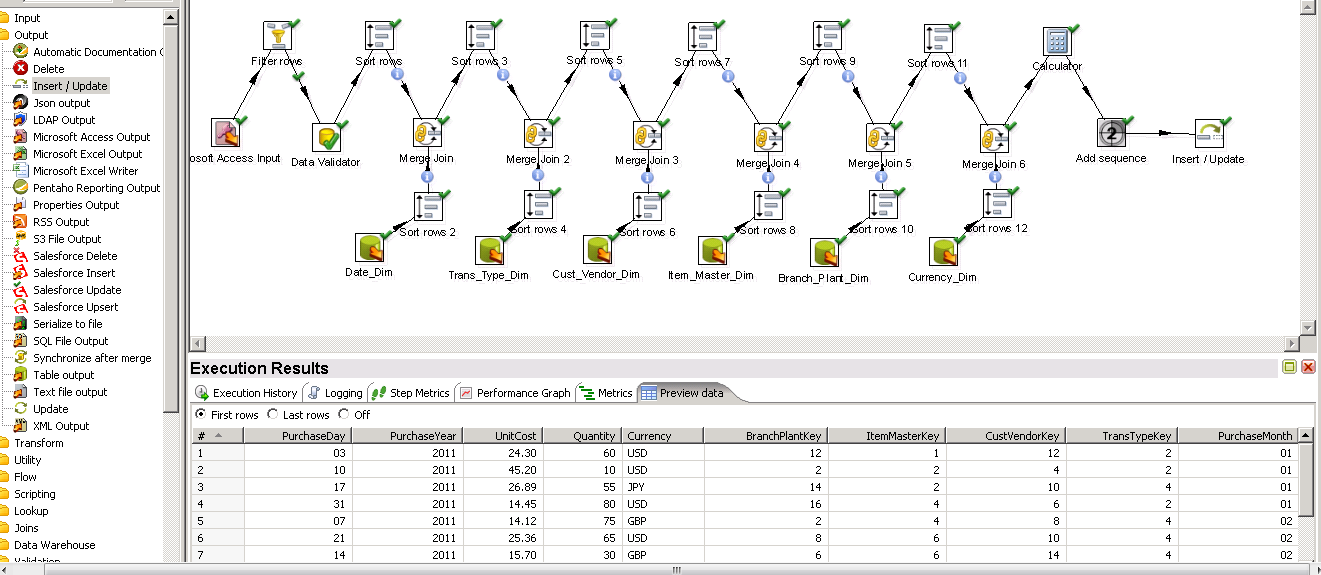 Input
Output
Automatic Documentation
Delete
Insert / Update
Json output
LDAP Output
Microsoft Access Output
Microsoft Excel Output
Microsoft Excel Writer
Pentaho Reporting Output
Properties Output
RSS Output
S3 File Output
Salesforce Delete
Salesforce Insert
Salesforce Update
Salesforce Upsert
Serialize to file
SQL File Output
Synchronize after merge
Table output
Text file output
Update
XML Output
Transform
Utility
Flow
Scripting
Lookup
Joins
Data Warehouse
Validation
Filter rows Sort rows Sort rows 3 Sort rows 5 Sort rows 7 Sort rows 9 Sort rows 11 Calculator
osoft Access Input Data Validator Merge Join Merge Join 2 Merge Join 3 Merge Join 4 Merge Join 5 Merge Join 6 2 Add sequence Insert / Update
Sort rows 2 Sort rows 4 Sort rows 6 Sort rows 8 Sort rows 10 Sort rows 12
Date_Dim Trans_Type_Dim Cust_Vendor_Dim Item_Master_Dim Branch_Plant_Dim Currency_Dim
Execution Results
Execution History Logging Step Metrics Performance Graph Metrics Preview data
First rows Last rows Off
# PurchaseDay PurchaseYear UnitCost Quantity Currency BranchPlantKey ItemMasterKey CustVendorKey TransTypeKey PurchaseMonth
1 03 2011 24.30 60 USD 12 1 12 2 01
2 10 2011 45.20 10 USD 2 2 4 2 01
3 17 2011 26.89 55 JPY 14 2 10 4 01
4 31 2011 14.45 80 USD 16 4 6 2 01
5 07 2011 14.12 75 GBP 2 4 8 4 02
6 21 2011 25.36 65 USD 8 6 10 4 02
7 14 2011 15.70 30 GBP 6 6 14 4 02